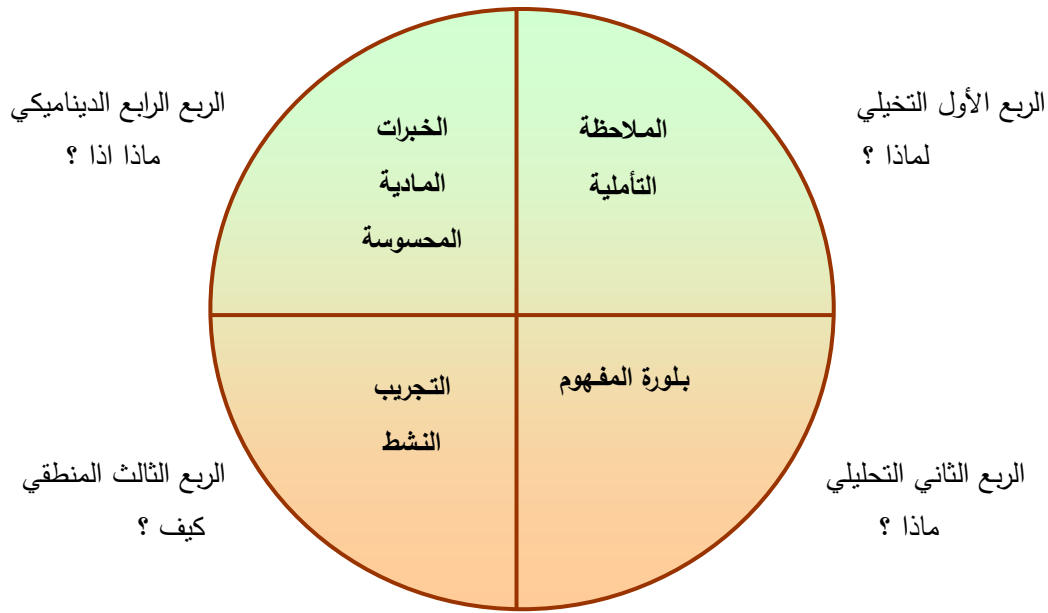 الربع الأول التخيلي
لماذا ؟
الملاحظة
التأملية
الربع الرابع الديناميكي
ماذا اذا ؟
الخبرات
المادية
المحسوسة
بلورة المفهوم
الربع الثاني التحليلي
ماذا ؟
التجريب
النشط
الربع الثالث المنطقي
كيف ؟